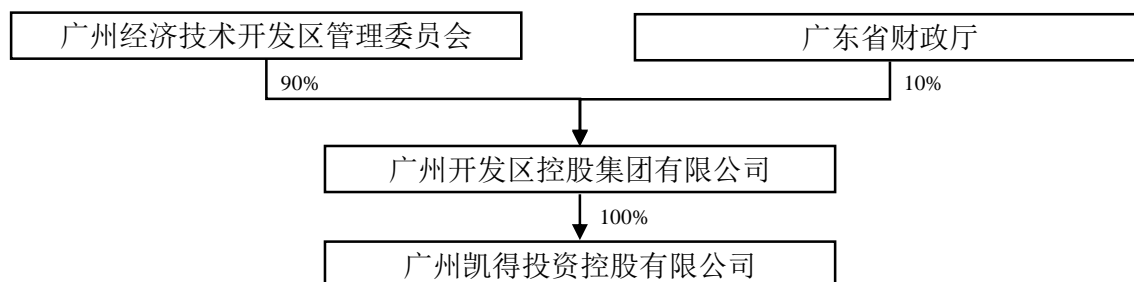 广州经济技术开发区管理委员会
广东省财政厅
90%
10%
广州开发区控股集团有限公司
100%
广州凯得投资控股有限公司